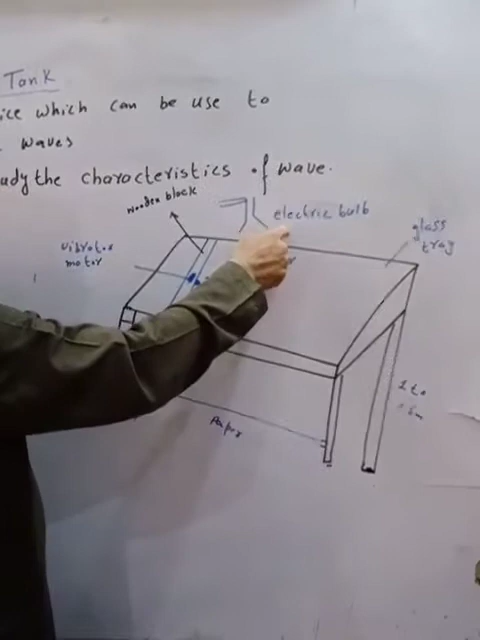 Tank
ice which can be use to
waves
udy the characteristics of wave.
wooden block
electric bulb
glass
tray
vibrator
motor
1 to
Paper